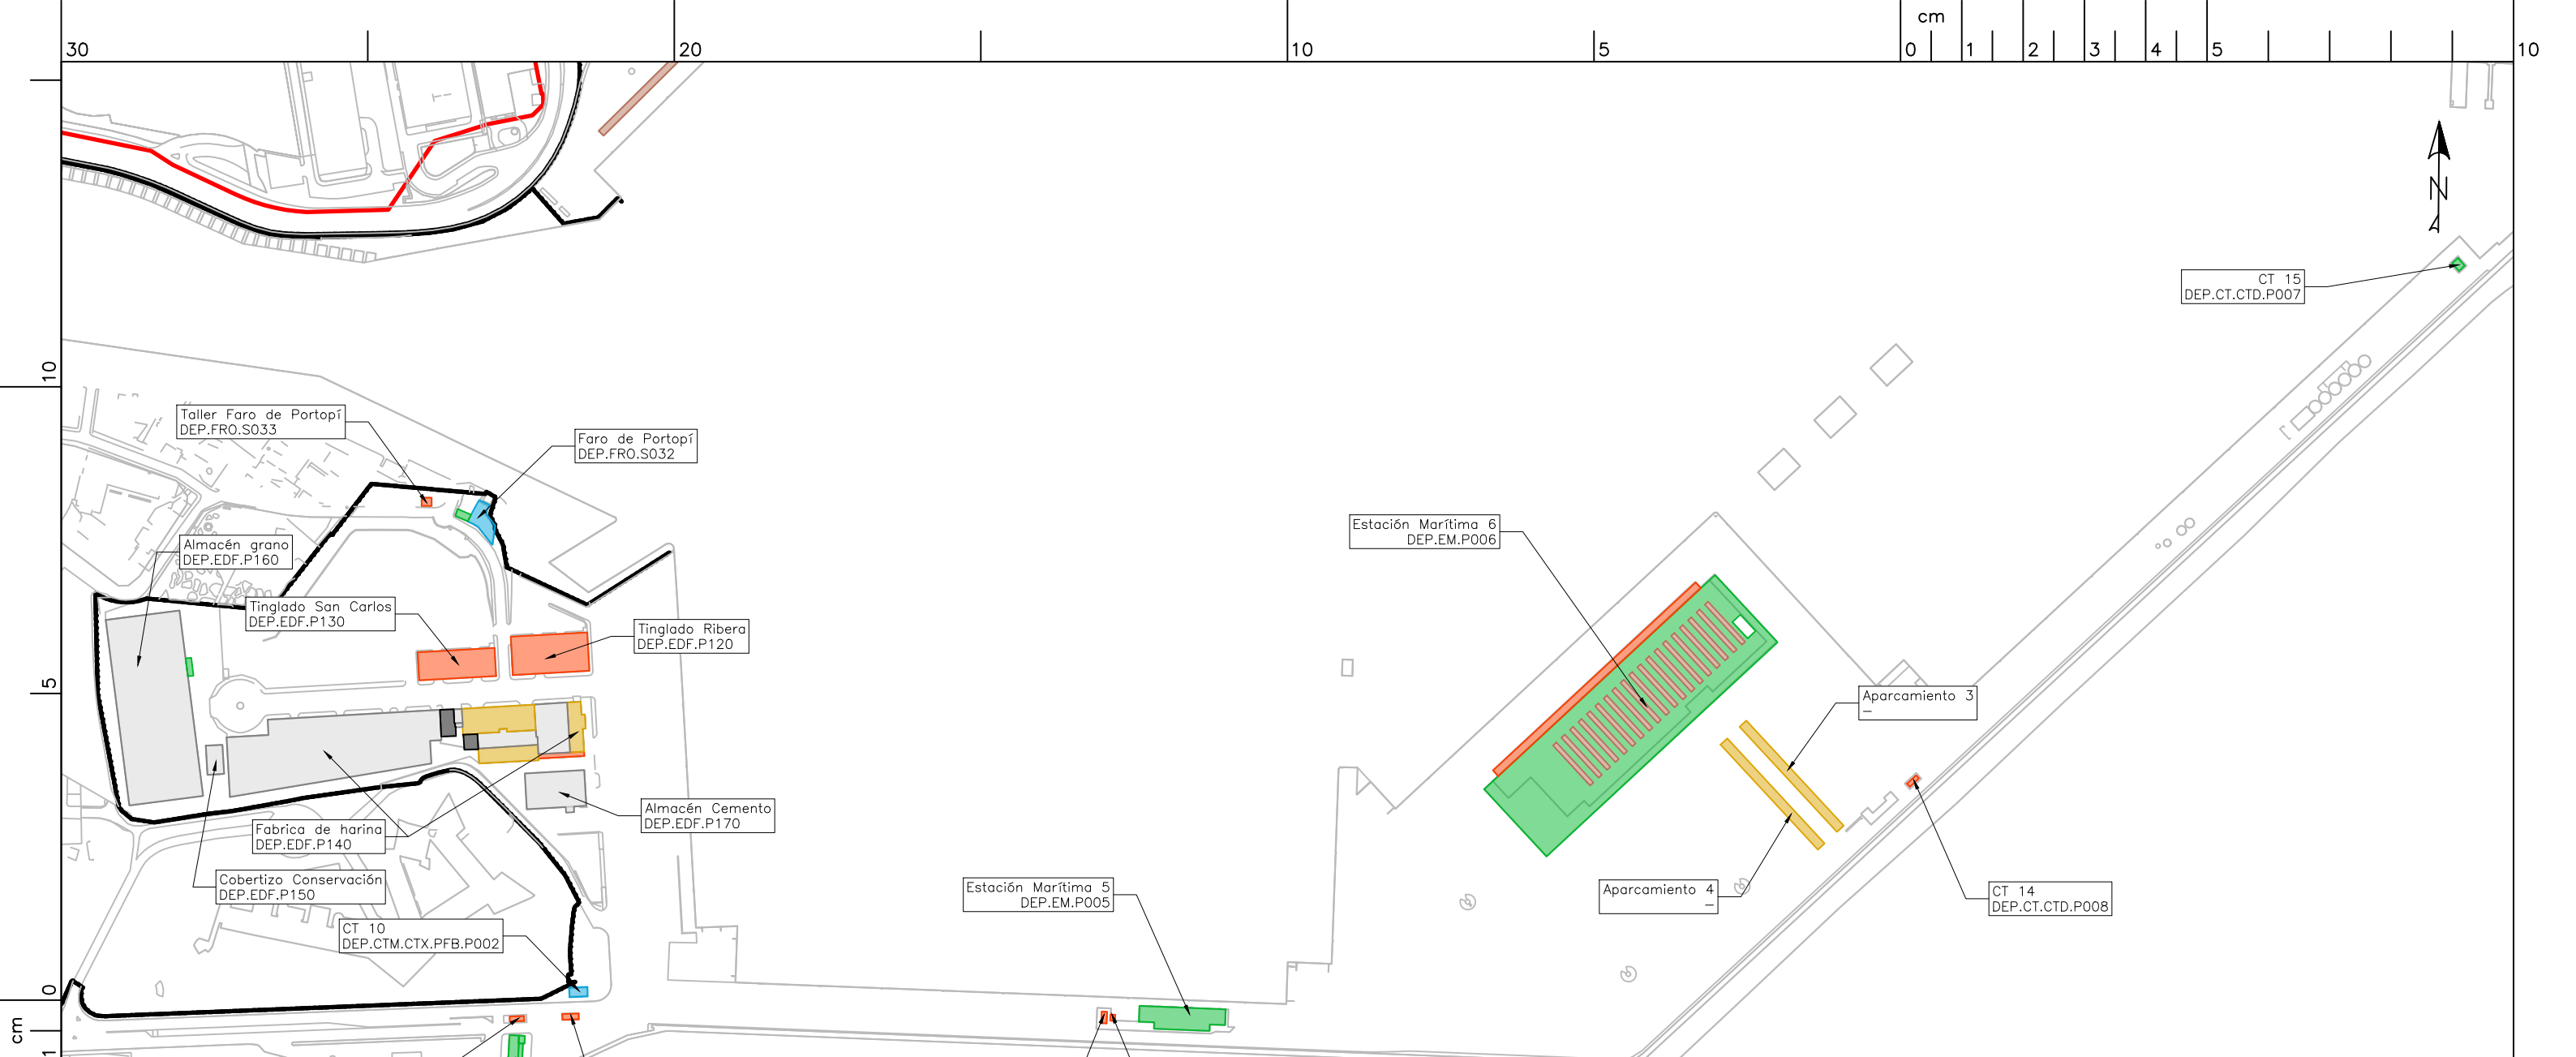 cm
30
20
10
5
0
1
2
3
4
5
10
N
CT 15
DEP.CT.CTD.P007
10
Taller Faro de Portopí
DEP.FRO.S033
Faro de Portopí
DEP.FRO.S032
Estación Marítima 6
DEP.EM.P006
Almacén grano
DEP.EDF.P160
Tinglado San Carlos
DEP.EDF.P130
Tinglado Ribera
DEP.EDF.P120
5
Aparcamiento 3
–
Almacén Cemento
DEP.EDF.P170
Fabrica de harina
DEP.EDF.P140
Cobertizo Conservación
DEP.EDF.P150
Estación Marítima 5
DEP.EM.P005
Aparcamiento 4
–
CT 14
DEP.CT.CTD.P008
CT 10
DEP.CTM.CTX.PFB.P002
0
cm
1